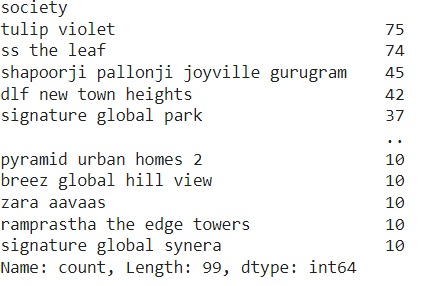 society
tulip violet 75
ss the leaf 74
shapoorji pallonji joyville gurugram 45
dlf new town heights 42
signature global park 37
..
pyramid urban homes 2 10
breez global hill view 10
zara aavaas 10
ramprastha the edge towers 10
signature global synera 10
Name: count, Length: 99, dtype: int64